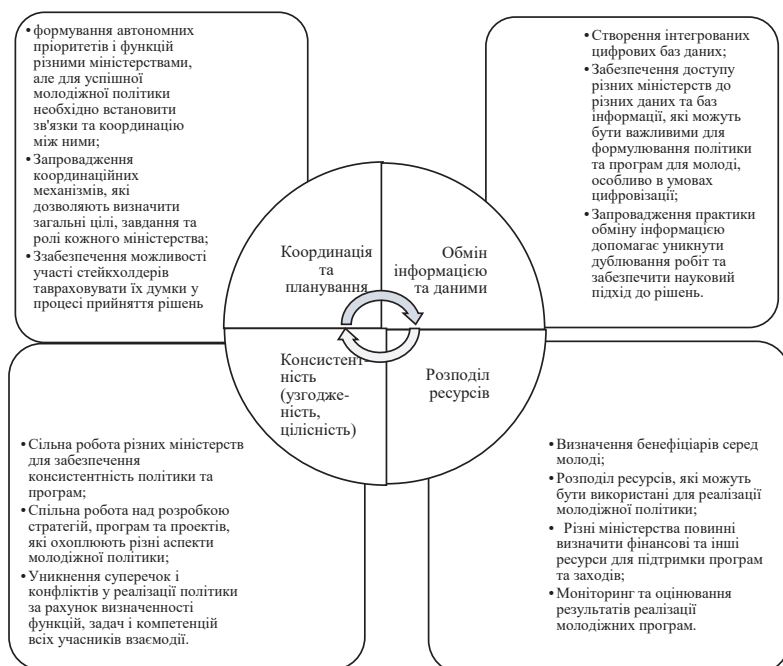 • формування автономних
пріоритетів і функцій
різними міністерствами,
але для успішної
молодіжної політики
необхідно встановити
зв'язки та координацію
між ними;
• Запровадження
координаційних
механізмів, які
дозволяють визначити
загальні цілі, завдання та
ролі кожного міністерства;
• Ззабезпечення можливості
участі стейкхолдерів
тавраховувати їх думки у
процесі прийняття рішень
• Створення інтегрованих
цифрових баз даних;
• Забезпечення доступу
різних міністерств до
різних даних та баз
інформації, які можуть
бути важливими для
формулювання політики
та програм для молоді,
особливо в умовах
цифровізації;
• Запровадження практики
обміну інформацією
допомагає уникнути
дублювання робіт та
забезпечити науковий
підхід до рішень.
Координація
та
планування
Обмін
інформацією
та даними
Консистент-
ність
(узгодже-
ність,
цілісність)
Розподіл
ресурсів
• Сільна робота різних міністерств
для забезпечення
консистентність політики та
програм;
• Спільна робота над розробкою
стратегій, програм та проектів,
які охоплюють різні аспекти
молодіжної політики;
• Уникнення суперечок і
конфліктів у реалізації політики
за рахунок визначенності
функцій, задач і компетенцій
всіх учасників взаємодії.
• Визначення бенефіціарів серед
молоді;
• Розподіл ресурсів, які можуть
бути використані для реалізації
молодіжної політики;
• Різні міністерства повинні
визначити фінансові та інші
ресурси для підтримки програм
та заходів;
• Моніторинг та оцінювання
результатів реалізації
молодіжних програм.